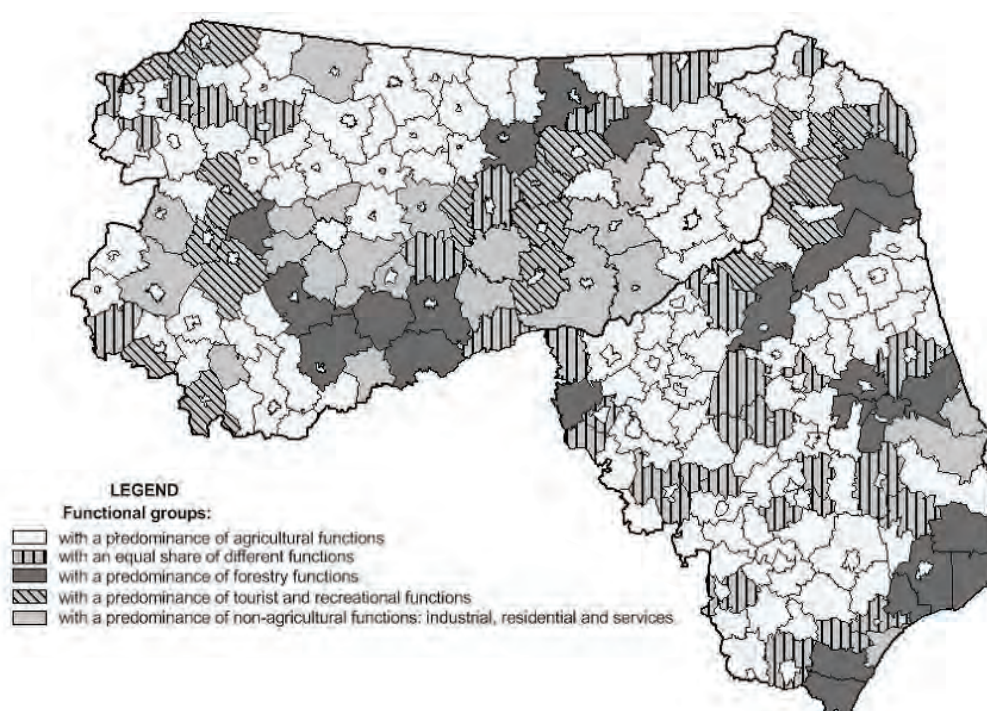 LEGEND
Functional groups:
with a predominance of agricultural functions
with an equal share of different functions
with a predominance of forestry functions
with a predominance of tourist and recreational functions
with a predominance of non-agricultural functions: industrial, residential and services